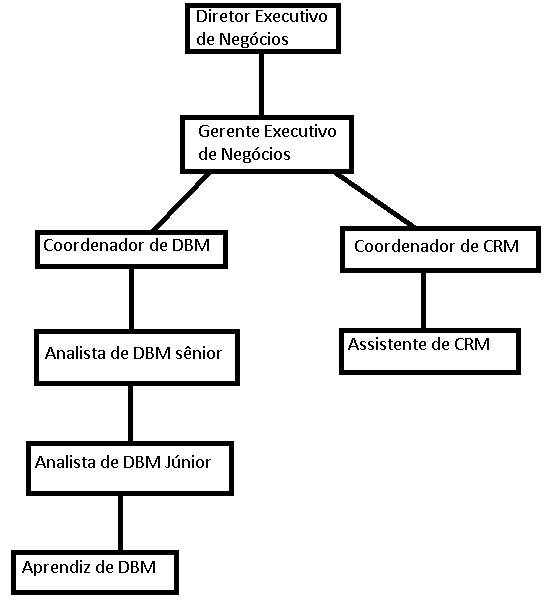 Diretor Executivo
de Negócios
Gerente Executivo
de Negócios
Coordenador de DBM
Coordenador de CRM
Analista de DBM sênior
Assistente de CRM
Analista de DBM Júnior
Aprendiz de DBM